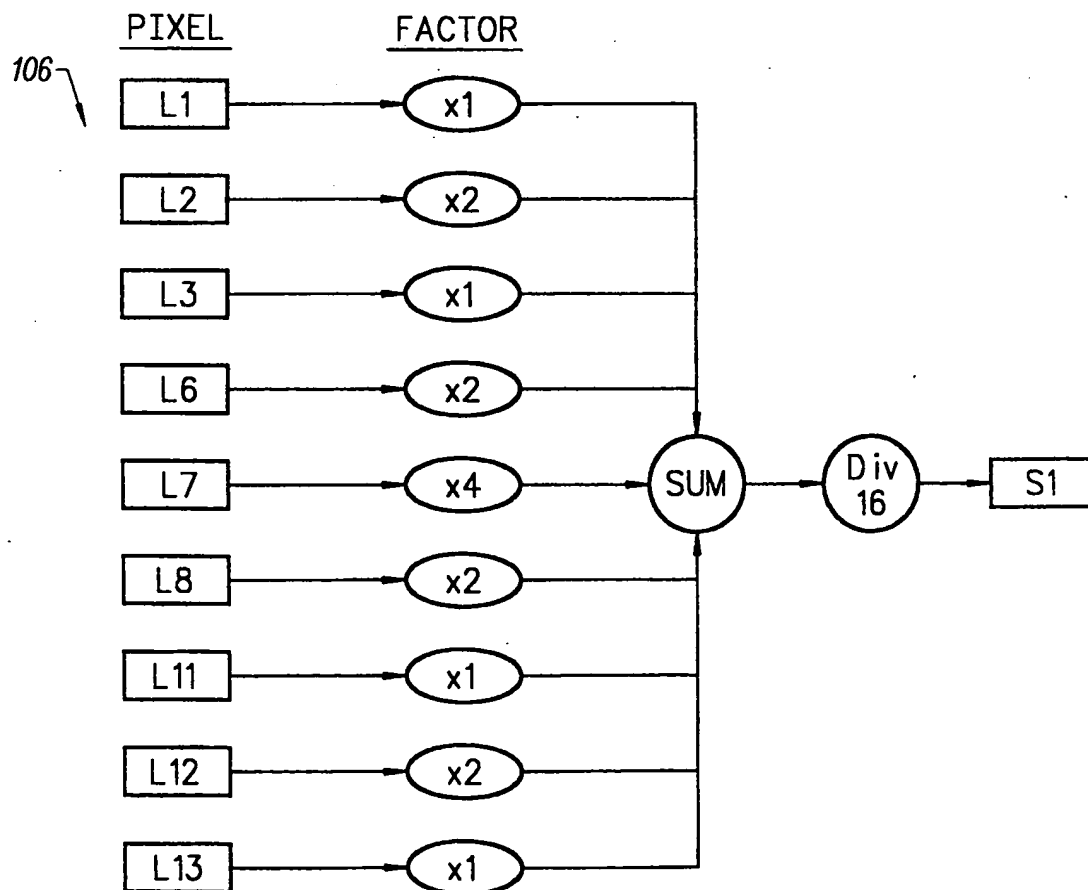 PIXEL FACTOR
106
L1 x1
L2 x2
L3 x1
L6 x2
L7 x4 SUM Div 16 S1
L8 x2
L11 x1
L12 x2
L13 x1